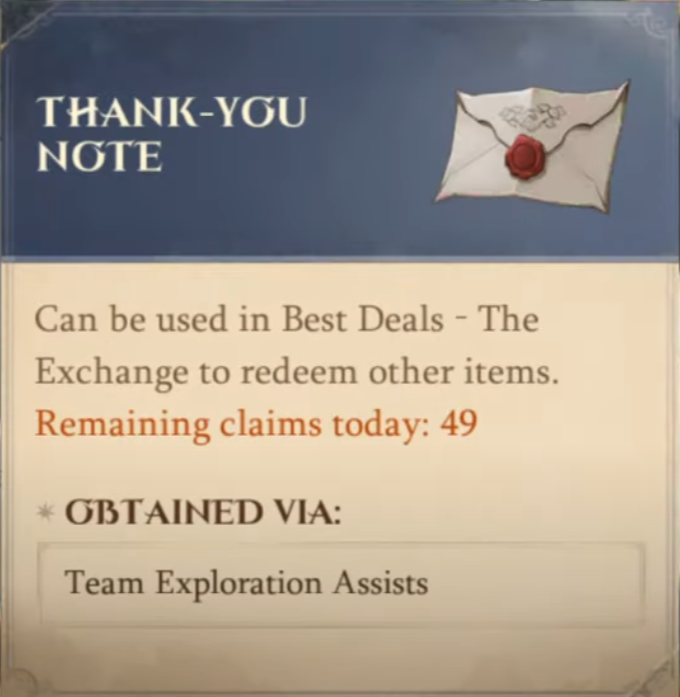 THANK-YOU
NOTE
Can be used in Best Deals - The
Exchange to redeem other items.
Remaining claims today: 49
OBTAINED VIA:
Team Exploration Assists